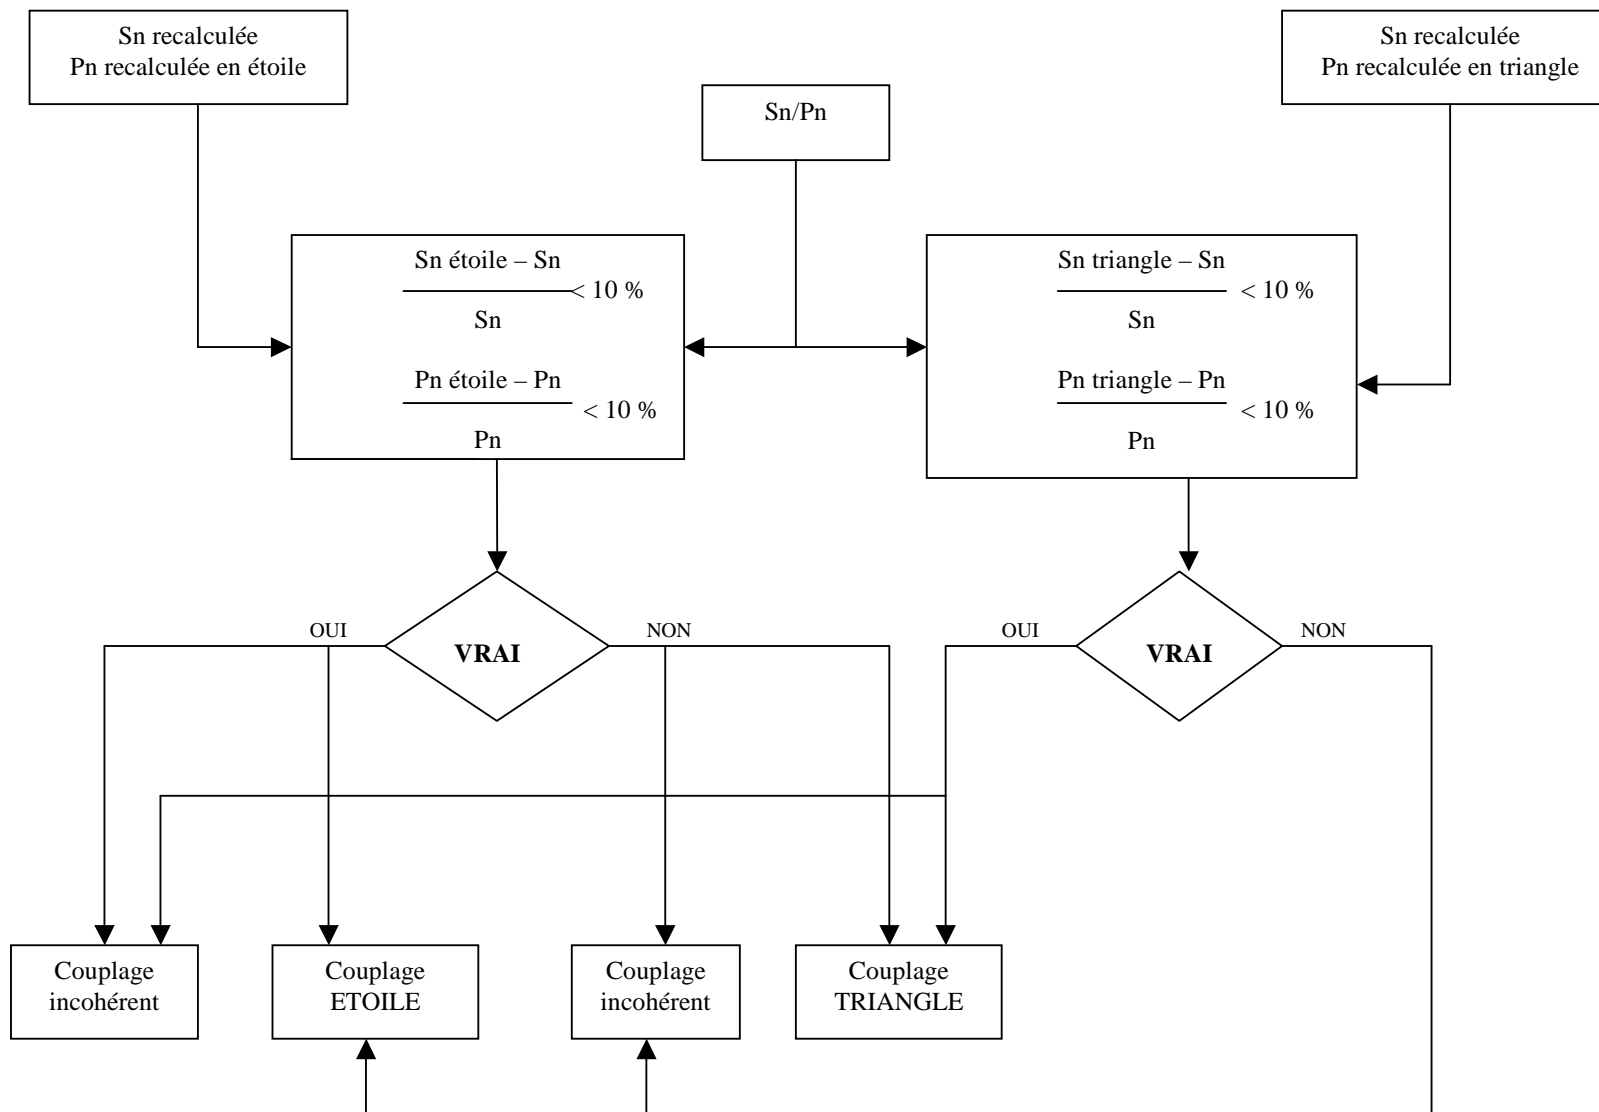 Sn recalculée
Pn recalculée en étoile
Sn/Pn
Sn recalculée
Pn recalculée en triangle
Sn étoile – Sn
< 10 %
Sn
Pn étoile – Pn
< 10 %
Pn
Sn triangle – Sn
< 10 %
Sn
Pn triangle – Pn
< 10 %
Pn
OUI
VRAI
NON
OUI
VRAI
NON
Couplage
incohérent
Couplage
ETOILE
Couplage
incohérent
Couplage
TRIANGLE